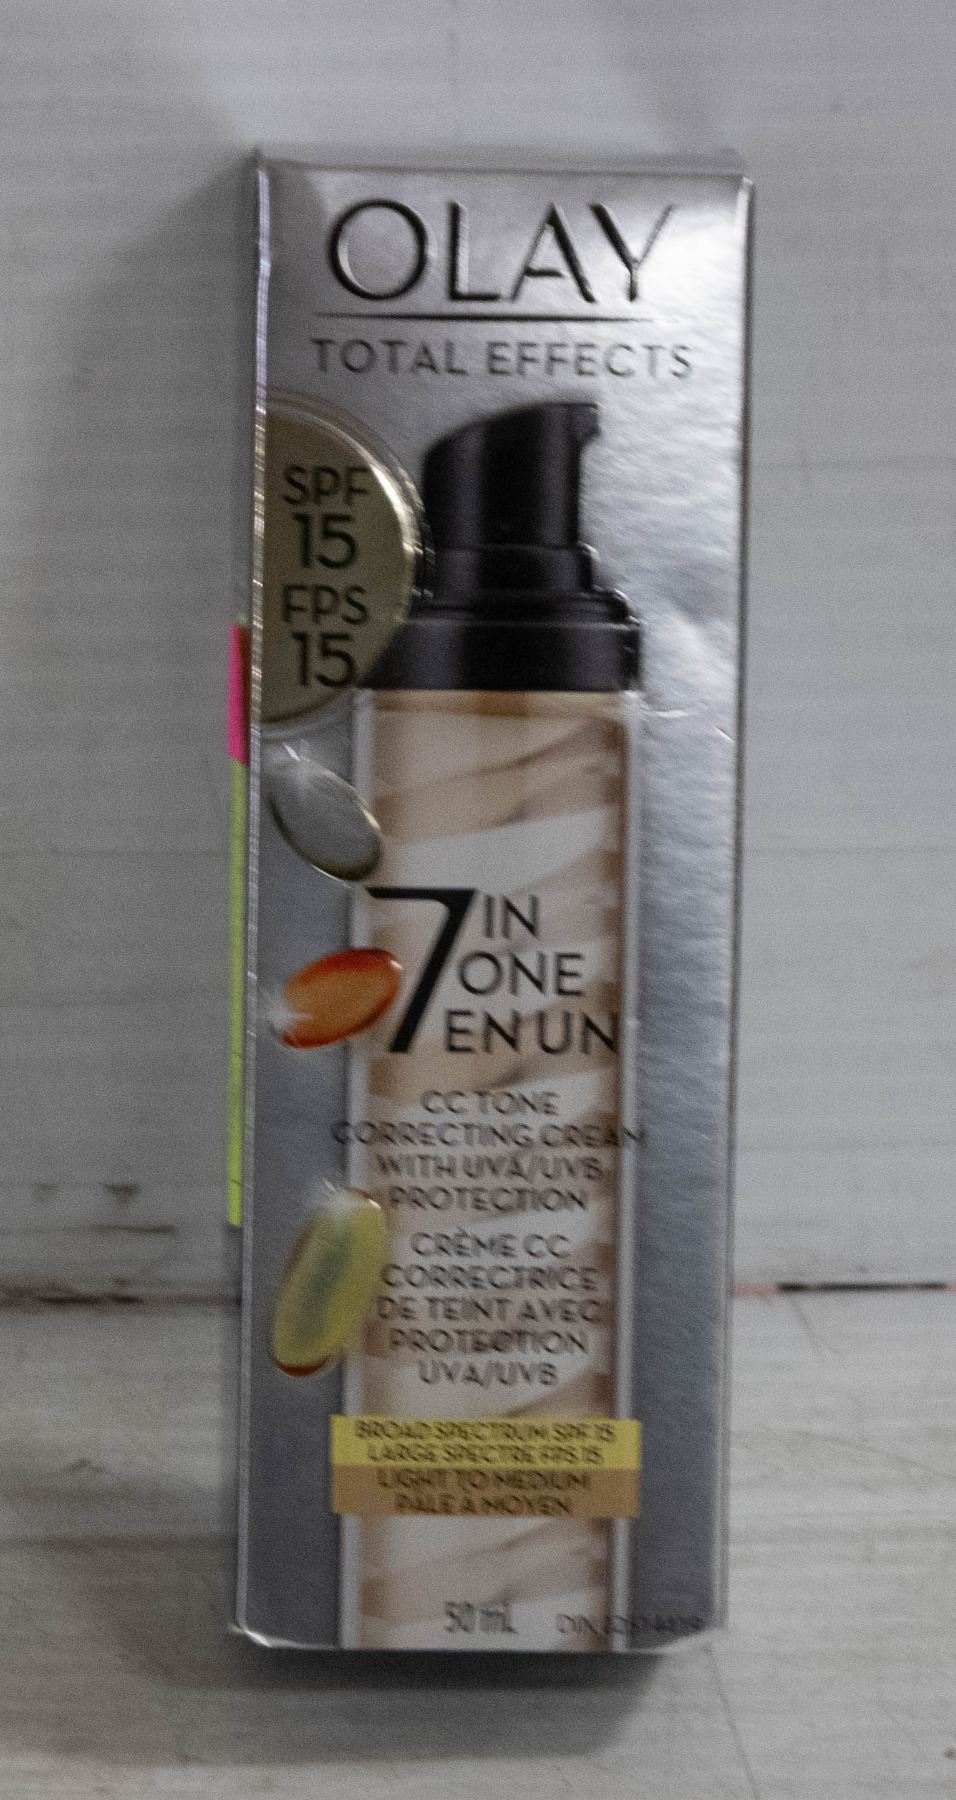 OLAY
TOTAL EFFECTS
SPF
15
FPS
15
7 IN
ONE
EN UN
CC TONE
CORRECTING CREAM
WITH UVA/UVB
PROTECTION
CRÈME CC
CORRECTRICE
DE TEINT AVEC
PROTECTION
UVA/UVB
BROAD SPECTRUM SPF 15
LARGE SPECTRE FPS 15
LIGHT TO MEDIUM
PÂLE À MOYEN
50 mL DIN